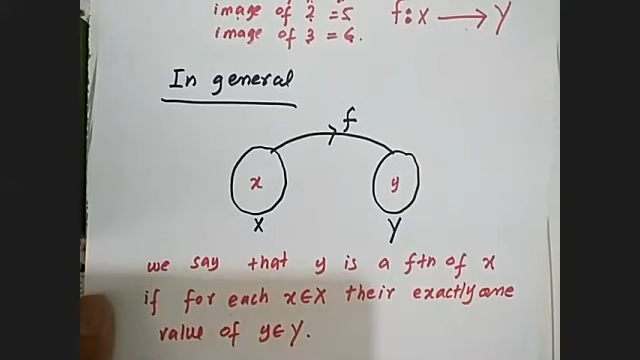 image of 2 = 5
image of 3 = 6.
f: X → Y
In general
f
x
y
X
Y
we say that y is a ftn of x
if for each x∈X their exactly one
value of y∈Y.